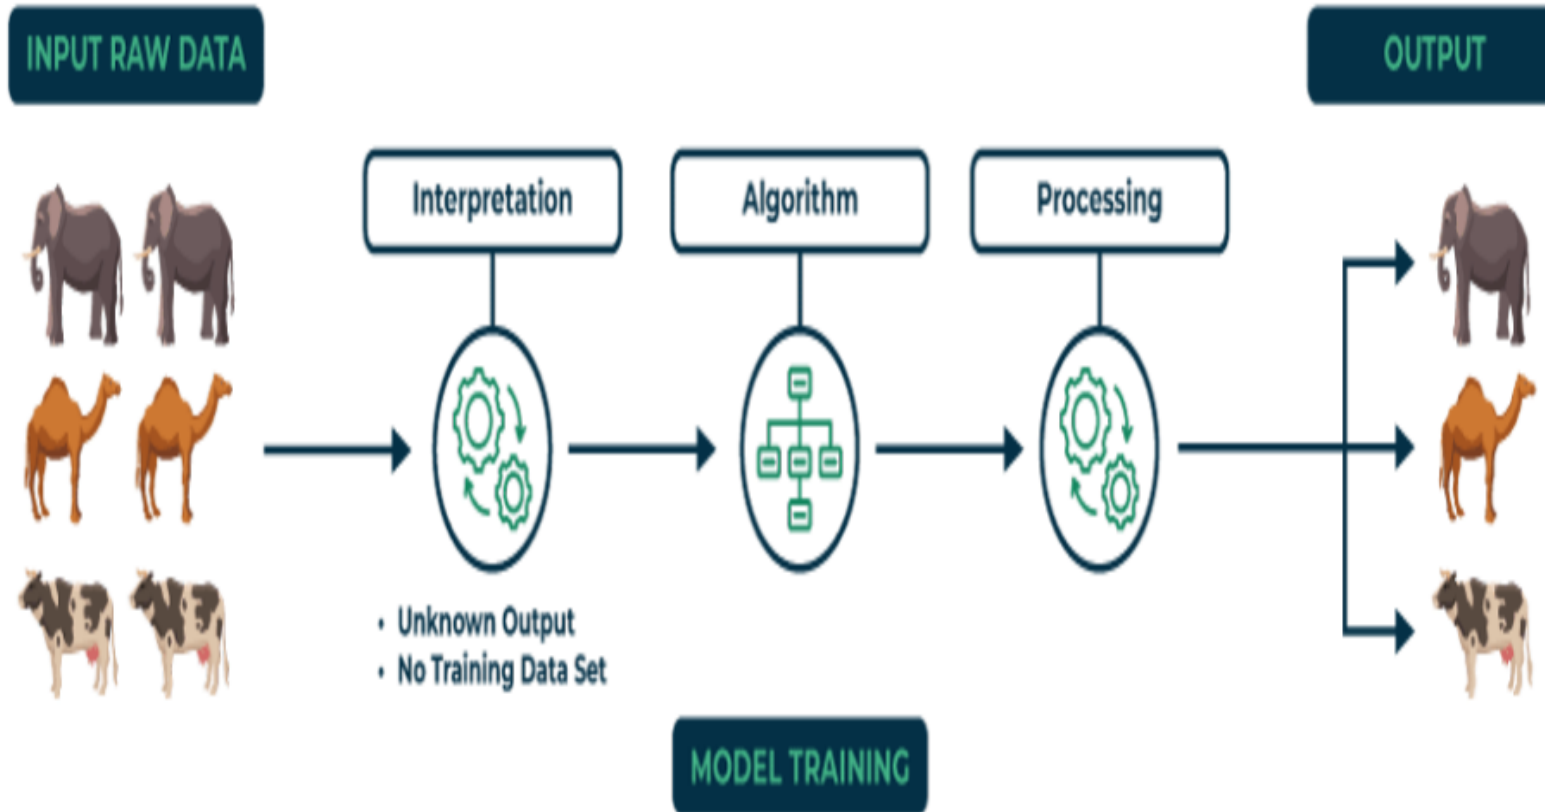 INPUT RAW DATA
OUTPUT
Interpretation
Algorithm
Processing
• Unknown Output
• No Training Data Set
MODEL TRAINING